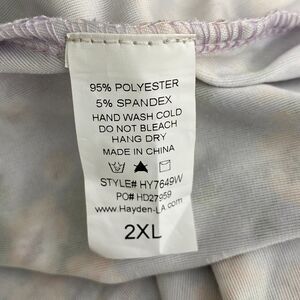 95% POLYESTER
5% SPANDEX
HAND WASH COLD
DO NOT BLEACH
HANG DRY
MADE IN CHINA
STYLE# HY7649W
PO# HD27959
www.Hayden-LA.com
2XL